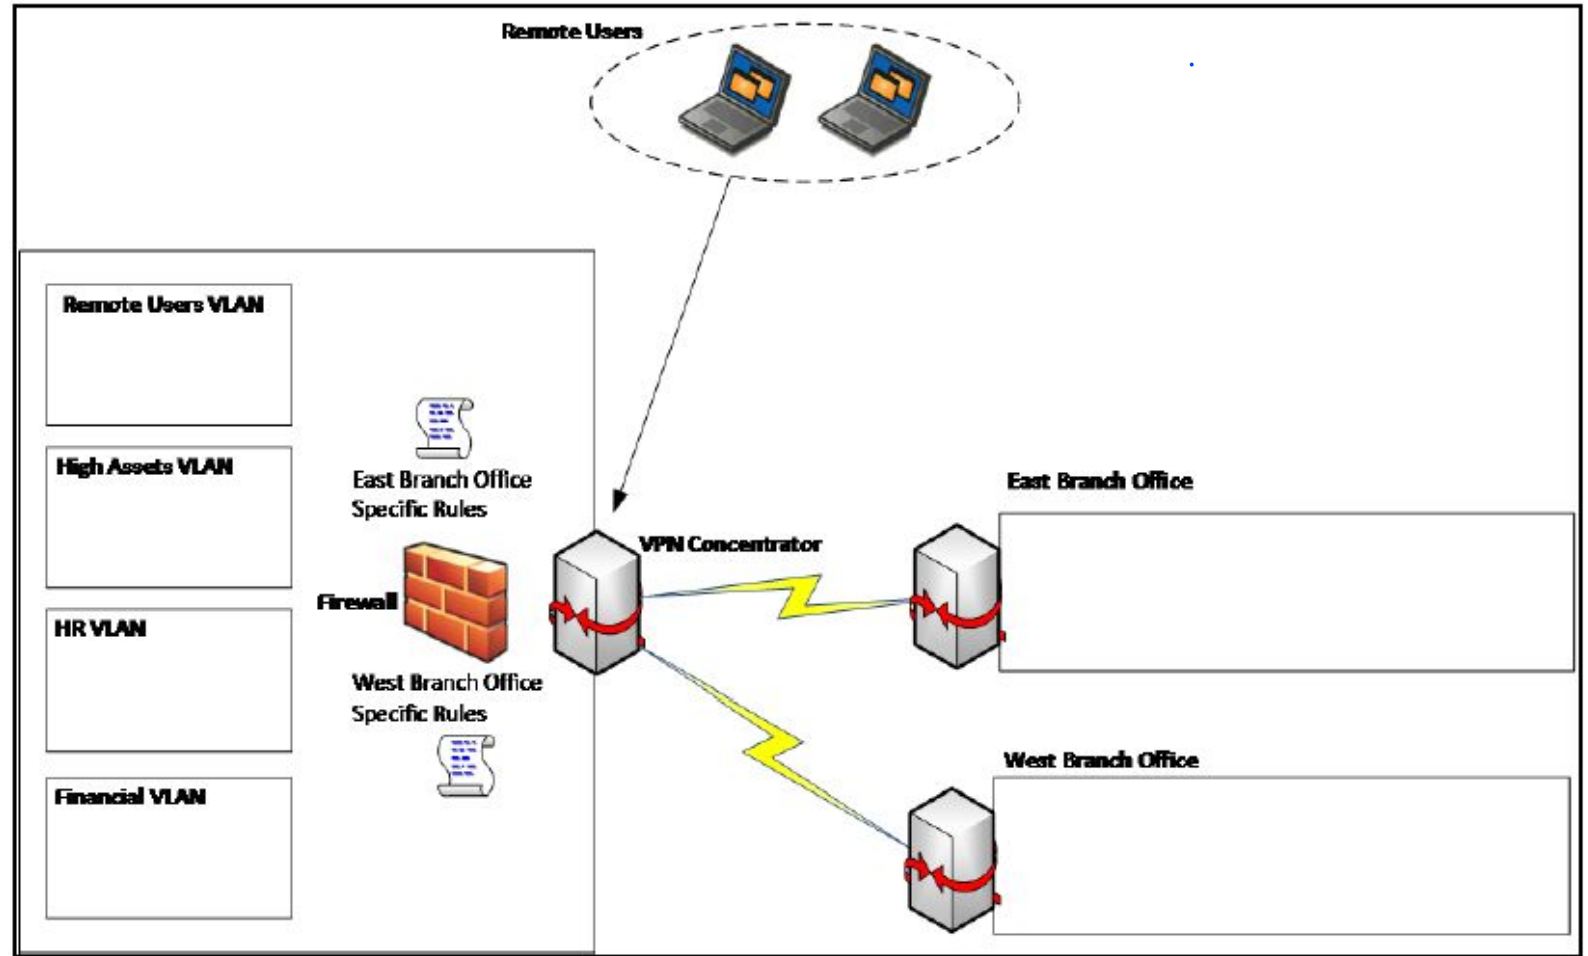 Remote Users
Remote Users VLAN
High Assets VLAN
HR VLAN
Financial VLAN
East Branch Office
Specific Rules
Firewall
West Branch Office
Specific Rules
VPN Concentrator
East Branch Office
West Branch Office